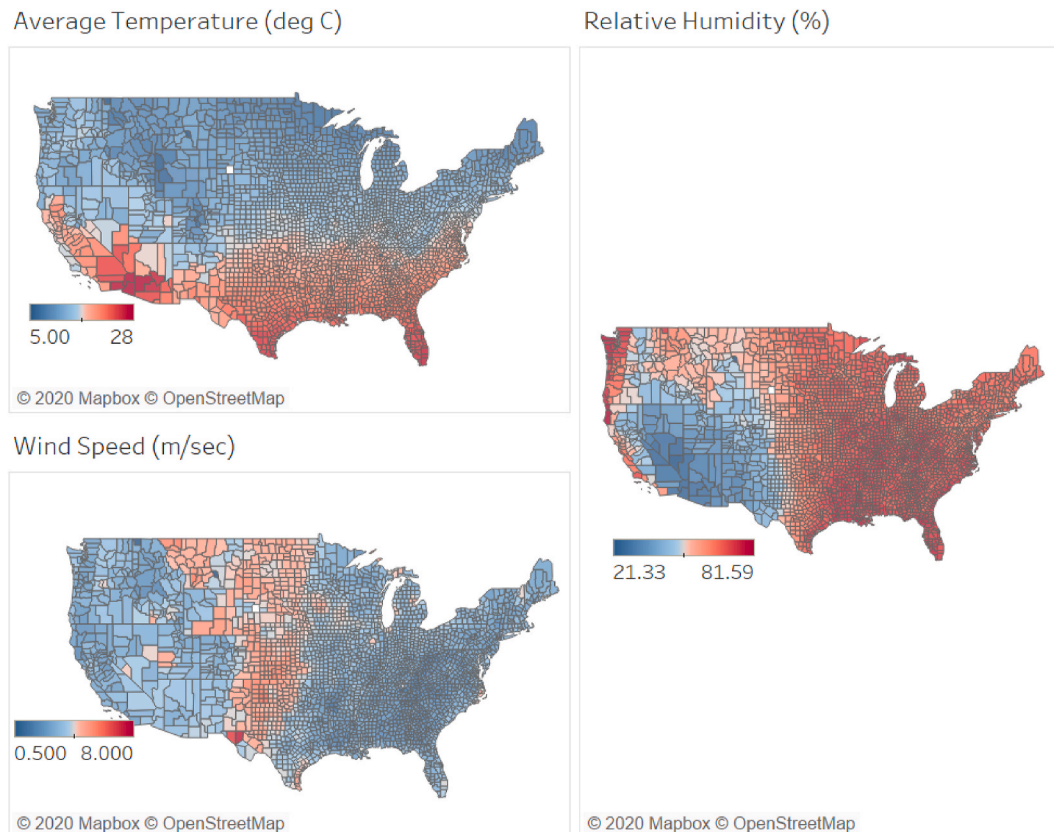 Average Temperature (deg C)
5.00 28
© 2020 Mapbox © OpenStreetMap
Wind Speed (m/sec)
0.500 8.000
© 2020 Mapbox © OpenStreetMap
Relative Humidity (%)
21.33 81.59
© 2020 Mapbox © OpenStreetMap